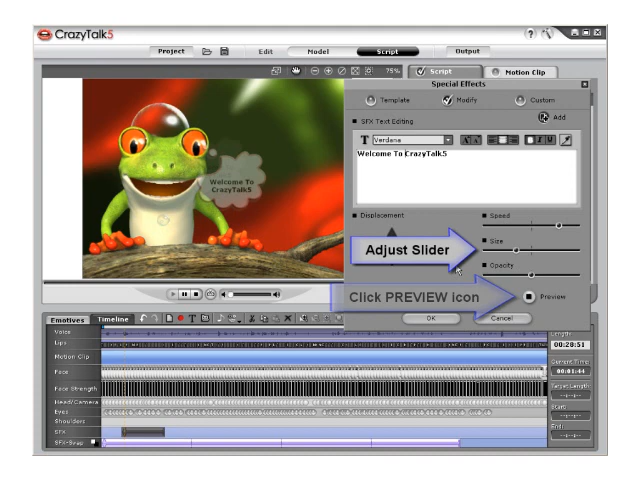 CrazyTalk5
Project
Edit
Model
Script
Output
75%
Script
Motion Clip
Special Effects
Template
Modify
Custom
Add
SFX Text Editing
T Verdana
Welcome To CrazyTalk5
Welcome To
CrazyTalk5
Displacement
Speed
Size
Adjust Slider
Opacity
Click PREVIEW icon
Preview
OK
Cancel
Emotives
Timeline
Voice
Lips
Motion Clip
Face
Face Strength
Head/Camera
Eyes
Shoulders
SFX
SFX-Swap
Length:
00:28:51
Current Time:
00:01:44
Target Length:
--:--:--
Start:
--:--:--
End:
--:--:--